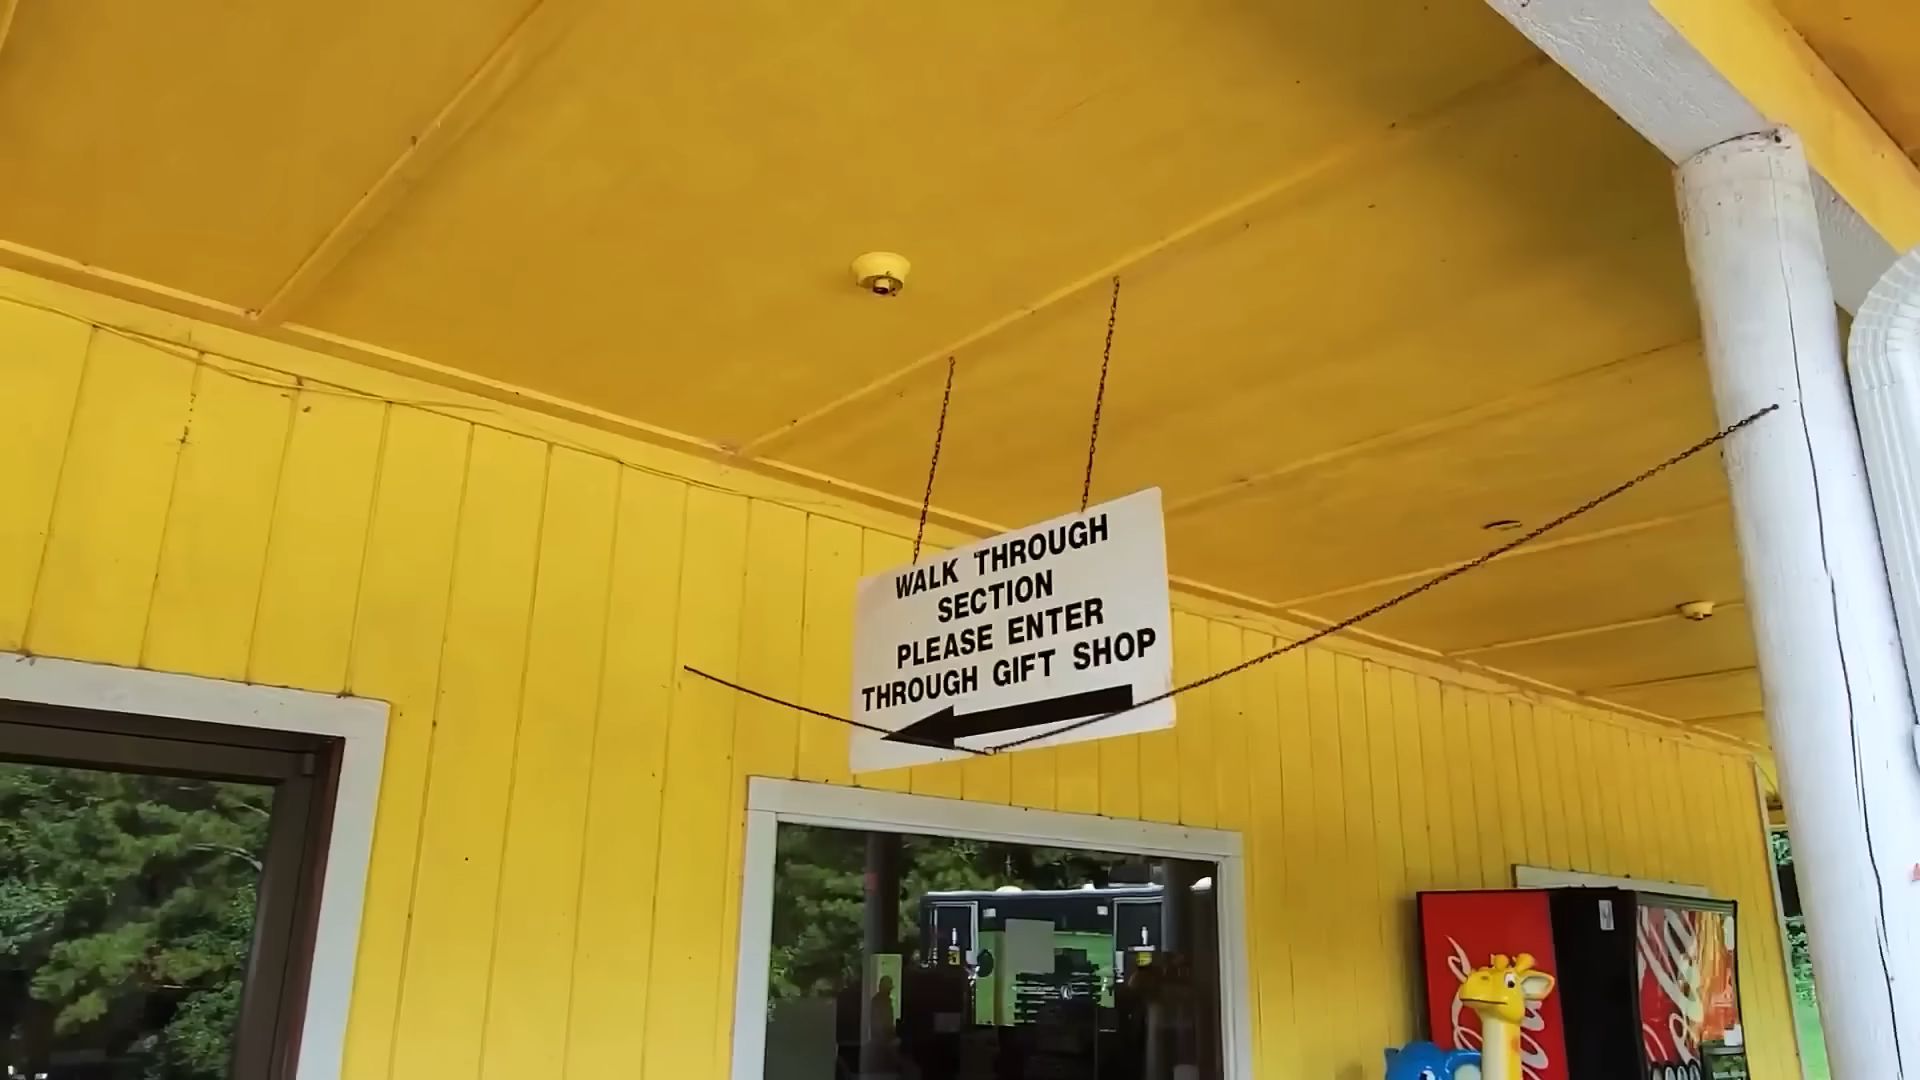 WALK THROUGH
SECTION
PLEASE ENTER
THROUGH GIFT SHOP